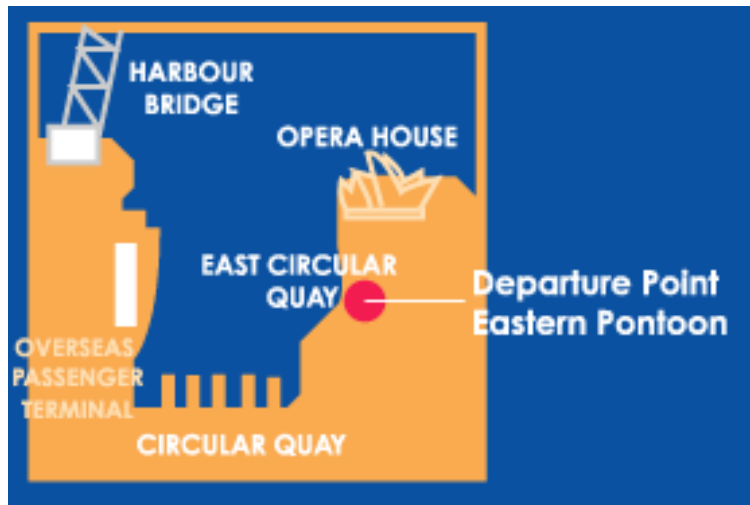 HARBOUR
BRIDGE
OPERA HOUSE
EAST CIRCULAR
QUAY
Departure Point
Eastern Pontoon
OVERSEAS
PASSENGER
TERMINAL
CIRCULAR QUAY